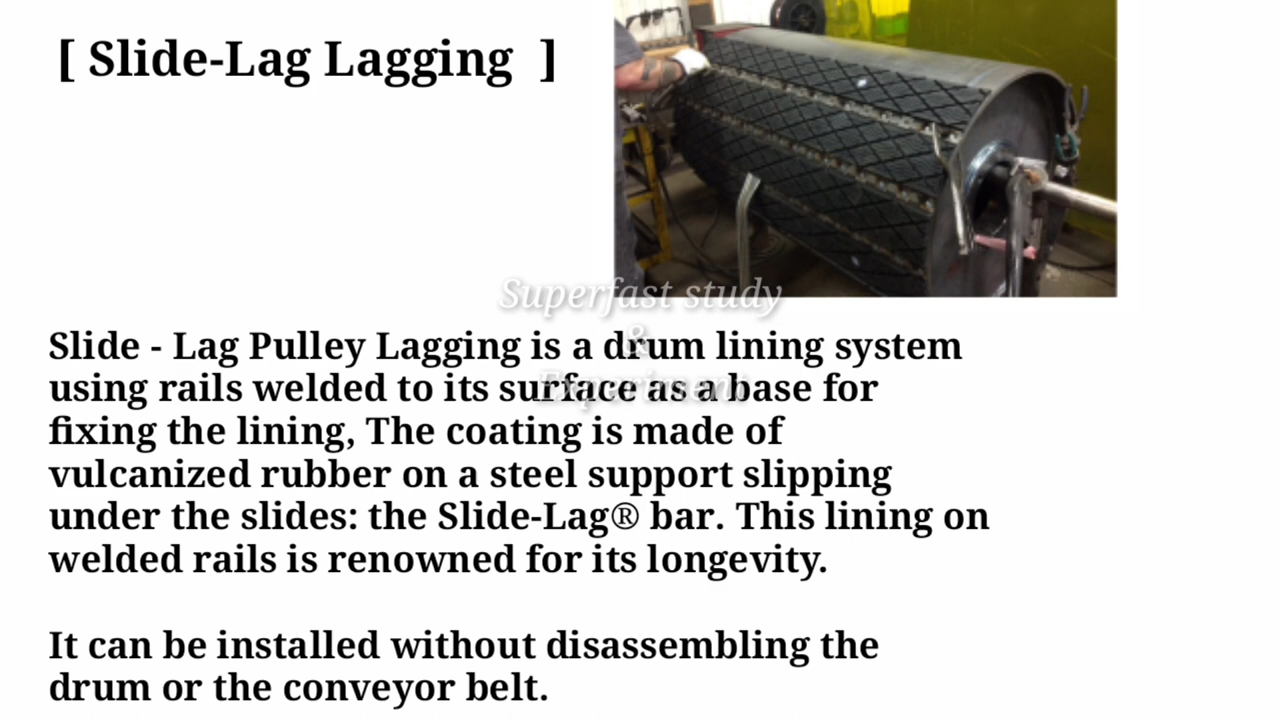 [ Slide-Lag Lagging ]
Superfast study
&
Experiment
Slide - Lag Pulley Lagging is a drum lining system
using rails welded to its surface as a base for
fixing the lining, The coating is made of
vulcanized rubber on a steel support slipping
under the slides: the Slide-Lag® bar. This lining on
welded rails is renowned for its longevity.
It can be installed without disassembling the
drum or the conveyor belt.